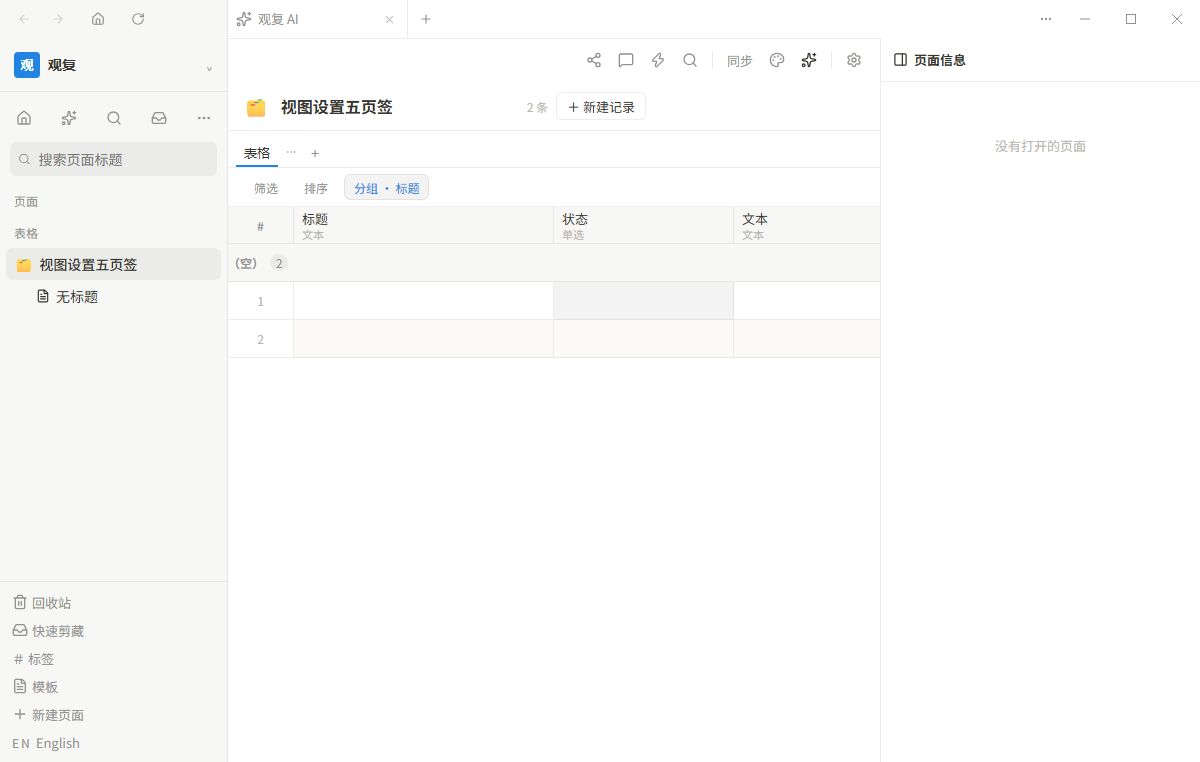 观复 AI
观 观复
搜索页面标题
页面
表格
视图设置五页签
无标题
回收站
快速剪藏
# 标签
模板
新建页面
EN English
同步
视图设置五页签
2 条
+ 新建记录
表格 ... +
筛选 排序 分组 • 标题
# 标题 状态 文本
文本 单选 文本
(空) 2
1
2
页面信息
没有打开的页面